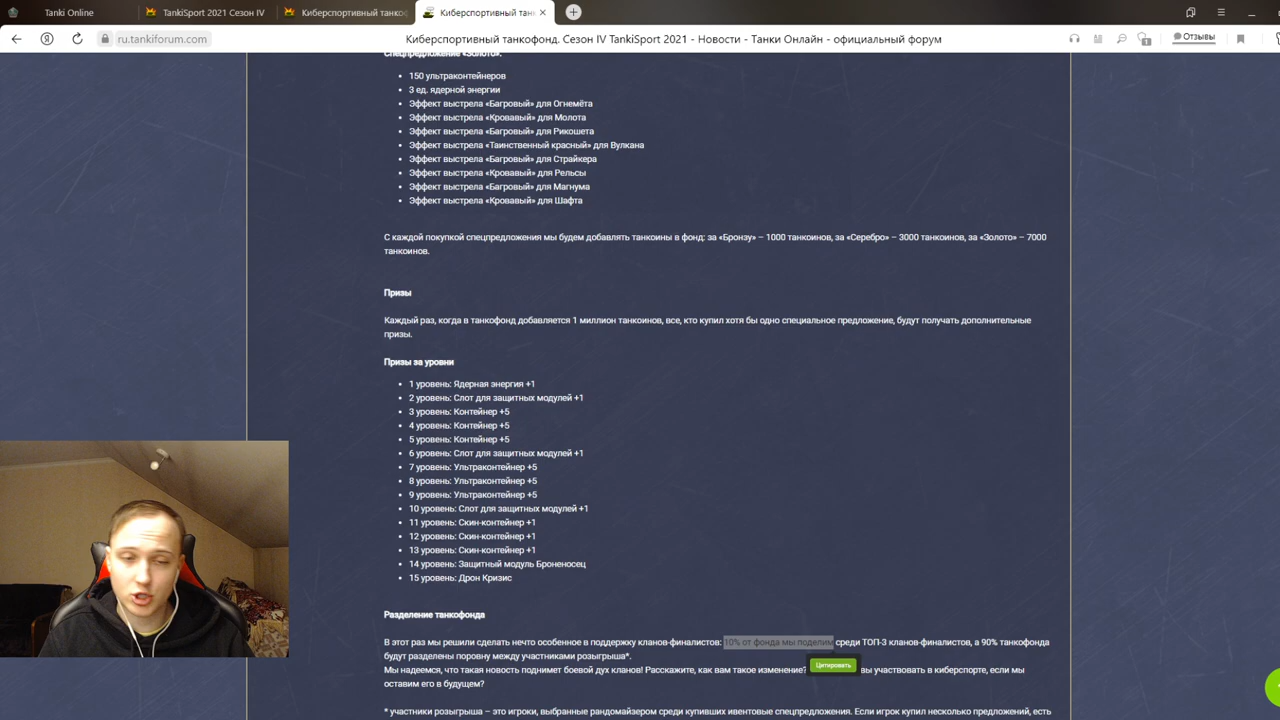 Tanki Online
TankiSport 2021 Сезон IV
Киберспортивный танко
Киберспортивный тан
ru.tankiforum.com
Киберспортивный танкофонд. Сезон IV TankiSport 2021 - Новости - Танки Онлайн - официальный форум
Отзывы
Спецпредложение «Золото»:
150 ультраконтейнеров
3 ед. ядерной энергии
Эффект выстрела «Багровый» для Огнемёта
Эффект выстрела «Кровавый» для Молота
Эффект выстрела «Багровый» для Рикошета
Эффект выстрела «Таинственный красный» для Вулкана
Эффект выстрела «Багровый» для Страйкера
Эффект выстрела «Кровавый» для Рельсы
Эффект выстрела «Багровый» для Магнума
Эффект выстрела «Кровавый» для Шафта
С каждой покупкой спецпредложения мы будем добавлять танкоины в фонд: за «Бронзу» – 1000 танкоинов, за «Серебро» – 3000 танкоинов, за «Золото» – 7000
танкоинов.
Призы
Каждый раз, когда в танкофонд добавляется 1 миллион танкоинов, все, кто купил хотя бы одно специальное предложение, будут получать дополнительные
призы.
Призы за уровни
1 уровень: Ядерная энергия +1
2 уровень: Слот для защитных модулей +1
3 уровень: Контейнер +5
4 уровень: Контейнер +5
5 уровень: Контейнер +5
6 уровень: Слот для защитных модулей +1
7 уровень: Ультраконтейнер +5
8 уровень: Ультраконтейнер +5
9 уровень: Ультраконтейнер +5
10 уровень: Слот для защитных модулей +1
11 уровень: Скин-контейнер +1
12 уровень: Скин-контейнер +1
13 уровень: Скин-контейнер +1
14 уровень: Защитный модуль Броненосец
15 уровень: Дрон Кризис
Разделение танкофонда
В этот раз мы решили сделать нечто особенное в поддержку кланов-финалистов: 10% от фонда мы поделим среди ТОП-3 кланов-финалистов, а 90% танкофонда
будут разделены поровну между участниками розыгрыша*.
Цитировать
Мы надеемся, что такая новость поднимет боевой дух кланов! Расскажите, как вам такое изменение? вы участвовать в киберспорте, если мы
оставим его в будущем?
* участники розыгрыша – это игроки, выбранные рандомайзером среди купивших ивентовые спецпредложения. Если игрок купил несколько предложений, есть